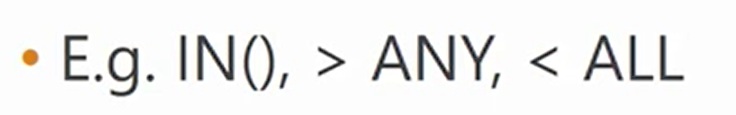 • E.g. IN(), > ANY, < ALL